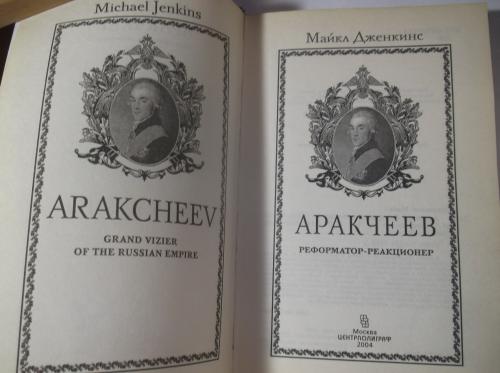 Michael Jenkins
ARAKCHEEV
GRAND VIZIER
OF THE RUSSIAN EMPIRE
Майкл Дженкинс
АРАКЧЕЕВ
РЕФОРМАТОР-РЕАКЦИОНЕР
Москва
ЦЕНТРПОЛИГРАФ
2004